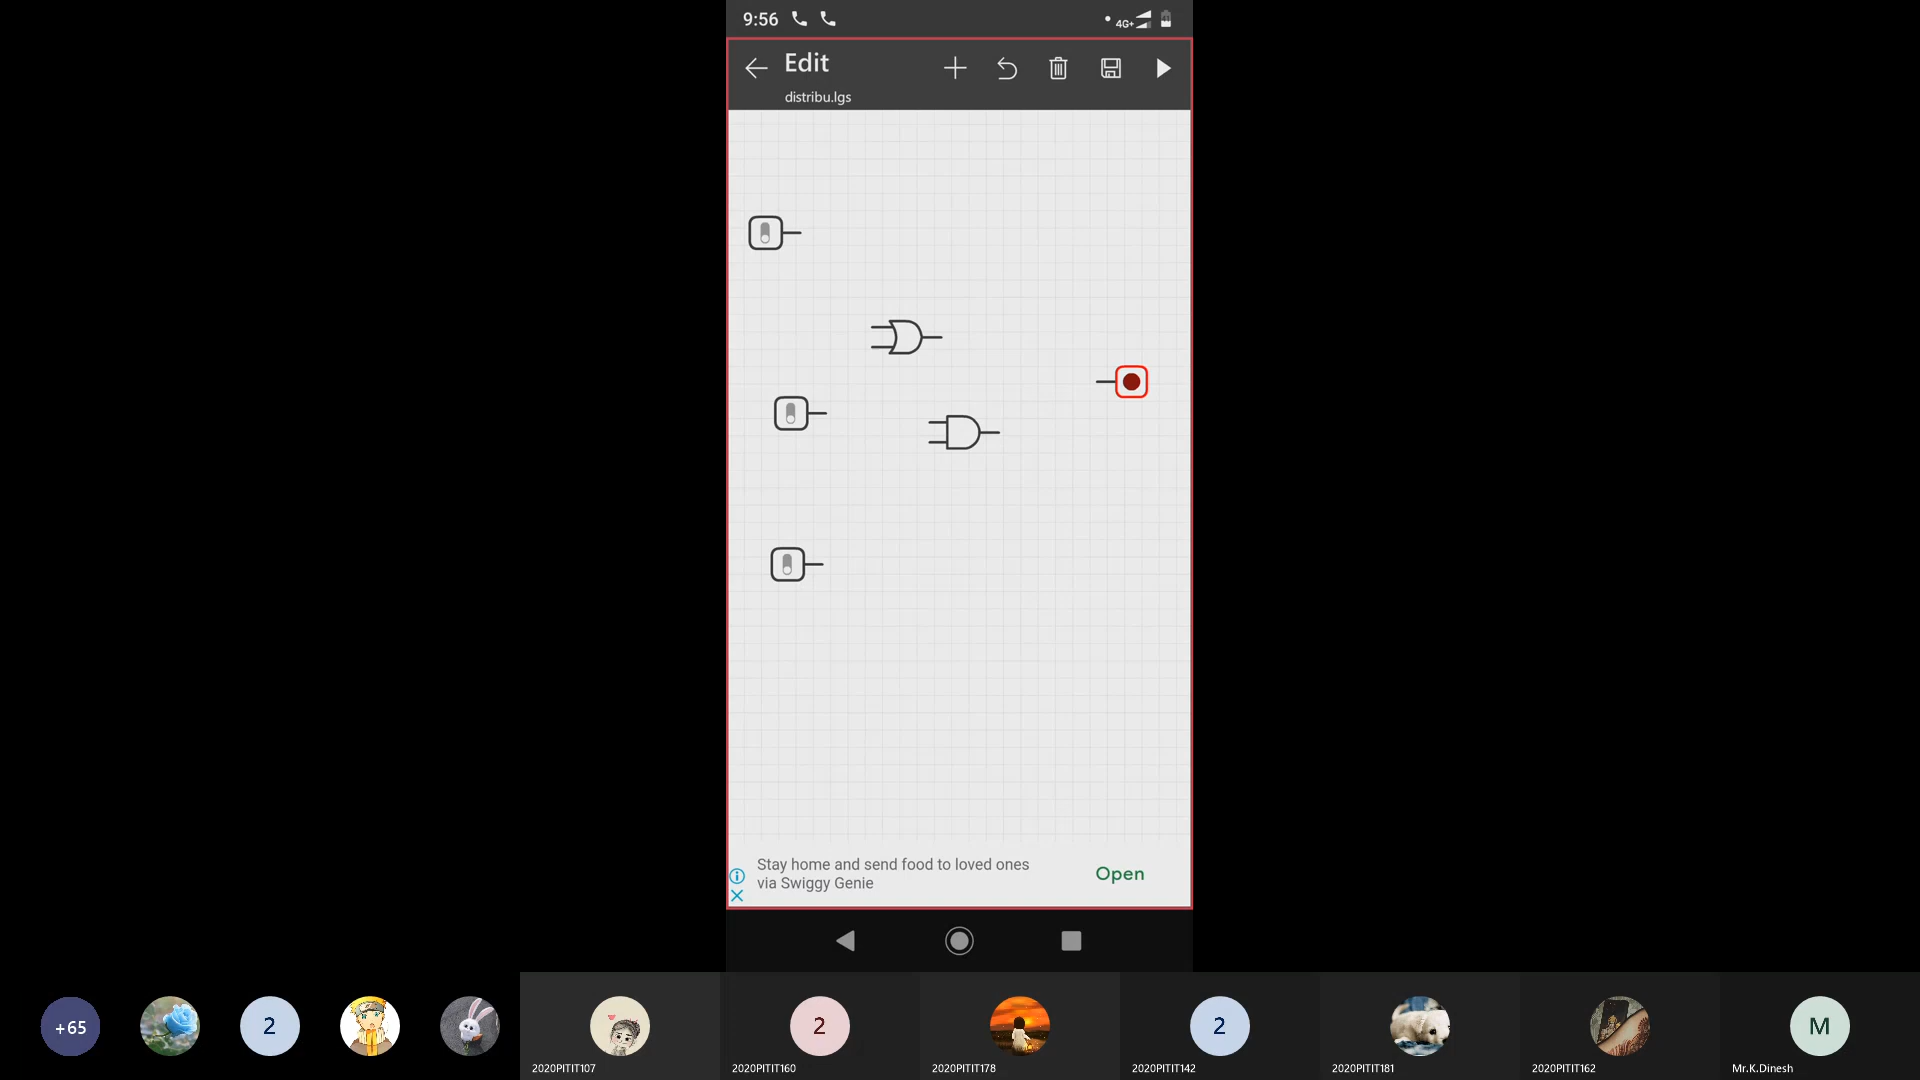 9:56
4G+
Edit
distribu.lgs
Stay home and send food to loved ones
via Swiggy Genie
Open
+65
2
2
2
M
2020PITIT107
2020PITIT160
2020PITIT178
2020PITIT142
2020PITIT181
2020PITIT162
Mr.K.Dinesh